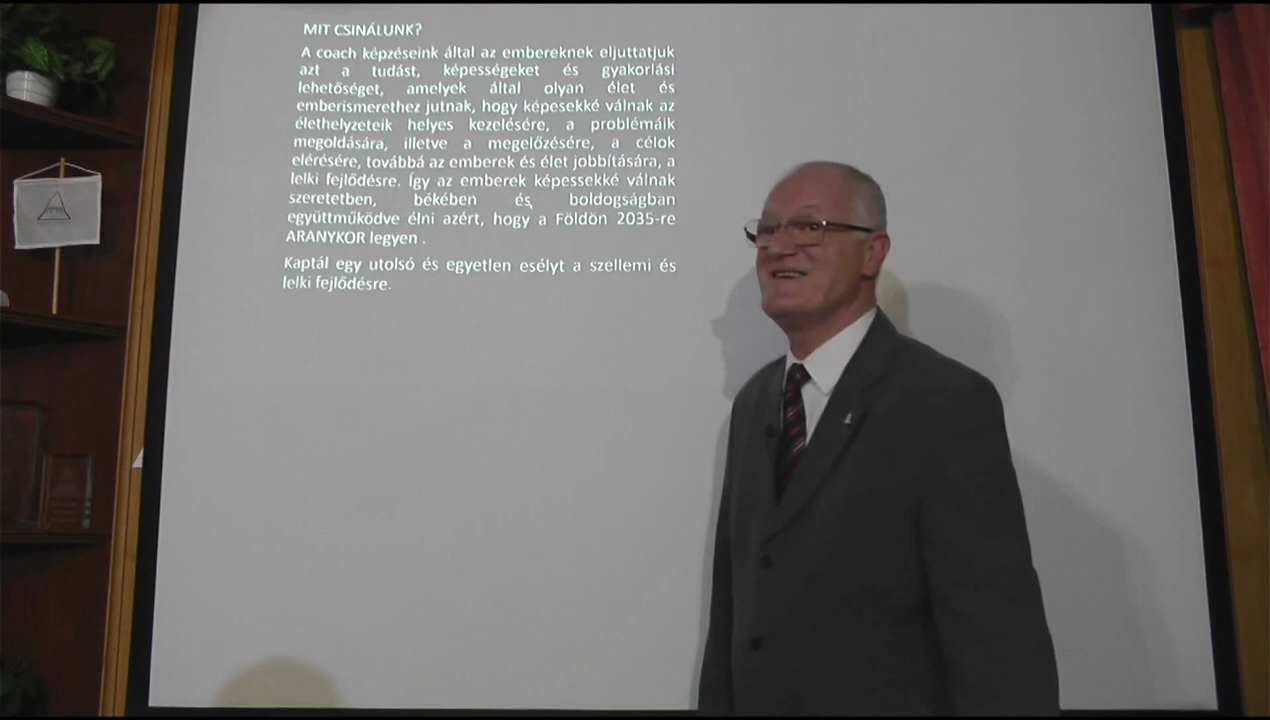 MIT CSINÁLUNK?
A coach képzéseink által az embereknek eljuttatjuk
azt a tudást, képességeket és gyakorlási
lehetőséget, amelyek által olyan élet és
emberismerethez jutnak, hogy képesekké válnak az
élethelyzeteik helyes kezelésére, a problémáik
megoldására, illetve a megelőzésére, a célok
elérésére, továbbá az emberek és élet jobbítására, a
lelki fejlődésre. Így az emberek képessekké válnak
szeretetben, békében és boldogságban
együttműködve élni azért, hogy a Földön 2035-re
ARANYKOR legyen .
Kaptál egy utolsó és egyetlen esélyt a szellemi és
lelki fejlődésre.